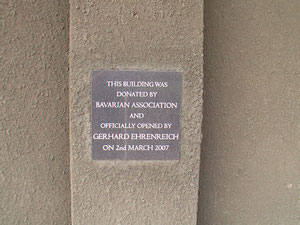 THIS BUILDING WAS
DONATED BY
BAVARIAN ASSOCIATION
AND
OFFICIALLY OPENED BY
GERHARD EHRENREICH
ON 2nd MARCH 2007